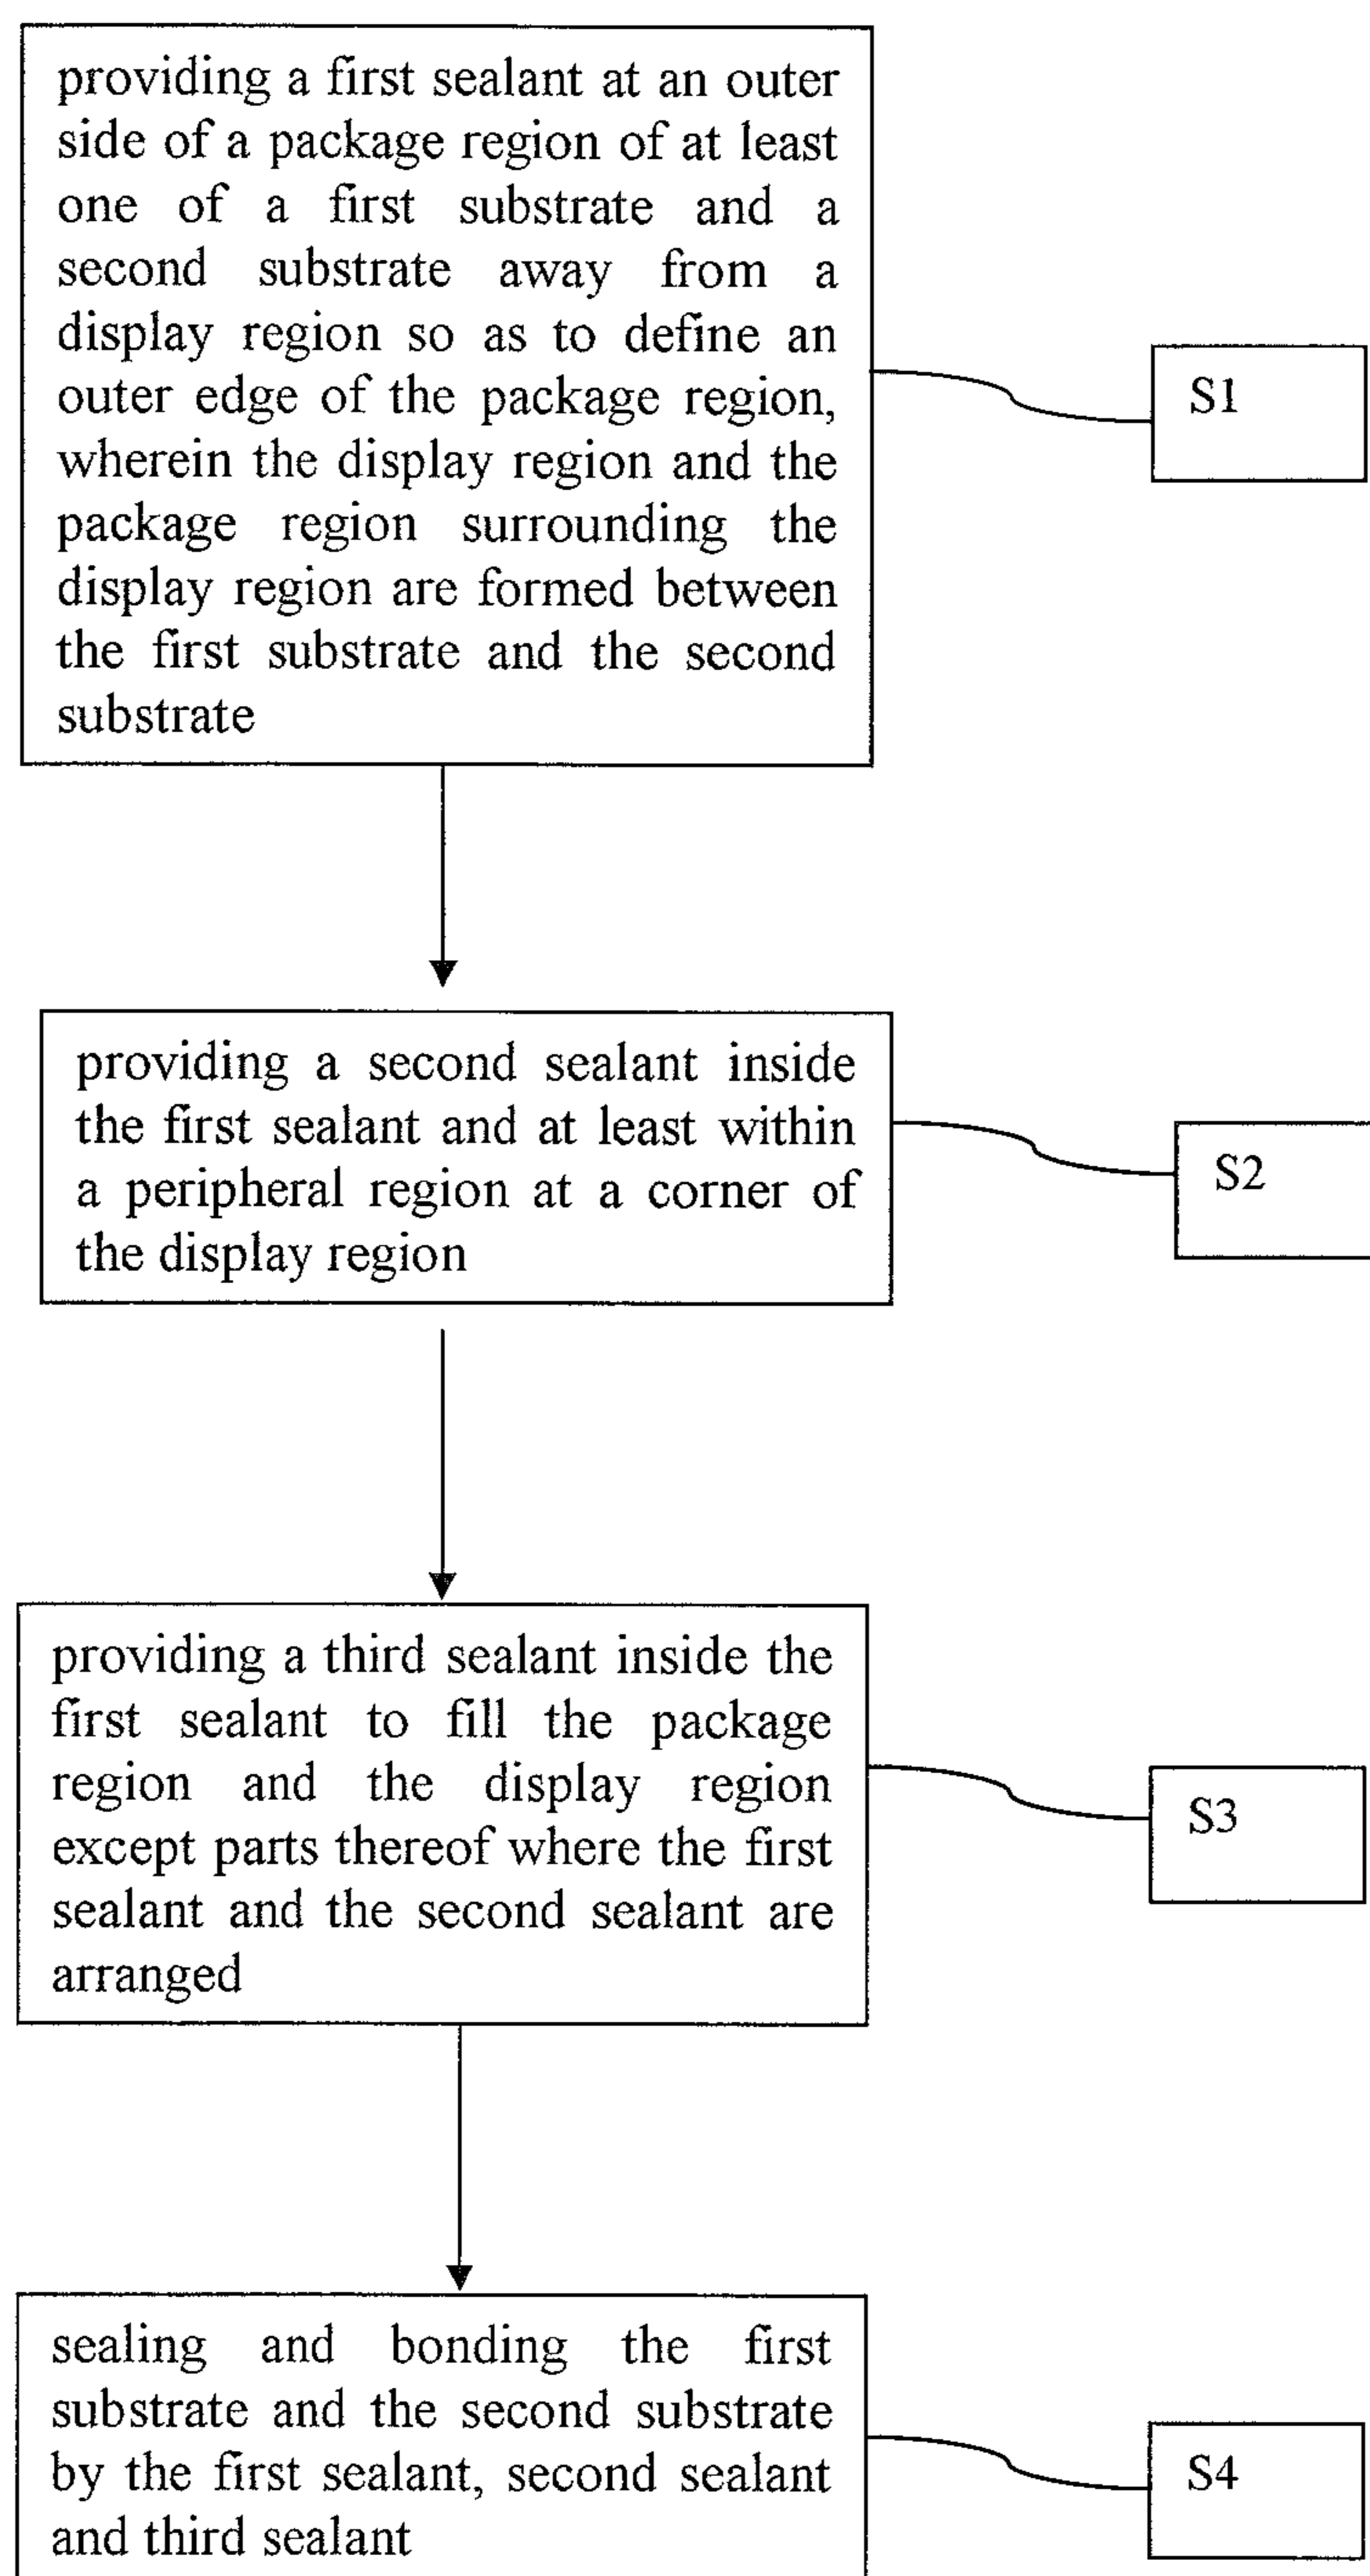 providing a first sealant at an outer
side of a package region of at least
one of a first substrate and a
second substrate away from a
display region so as to define an
outer edge of the package region,
wherein the display region and the
package region surrounding the
display region are formed between
the first substrate and the second
substrate
S1
providing a second sealant inside
the first sealant and at least within
a peripheral region at a corner of
the display region
S2
providing a third sealant inside the
first sealant to fill the package
region and the display region
except parts thereof where the first
sealant and the second sealant are
arranged
S3
sealing and bonding the first
substrate and the second substrate
by the first sealant, second sealant
and third sealant
S4